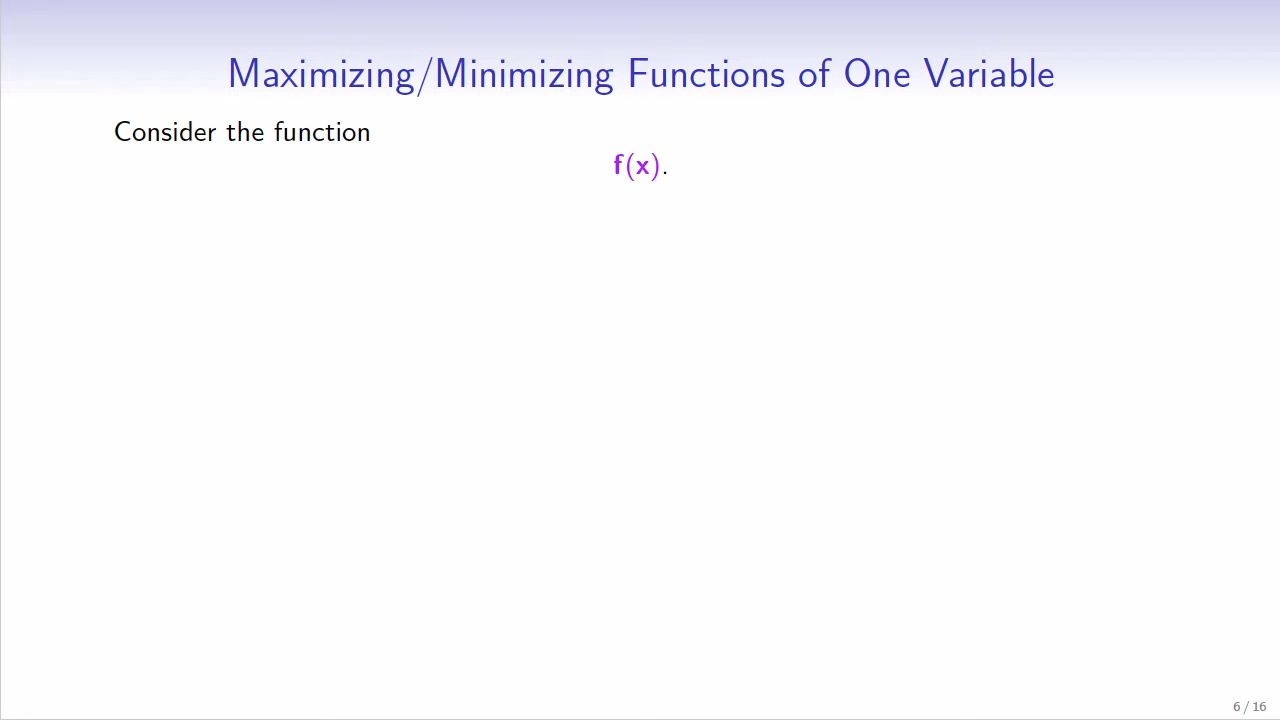 Maximizing/Minimizing Functions of One Variable
Consider the function
f(x).
6 / 16